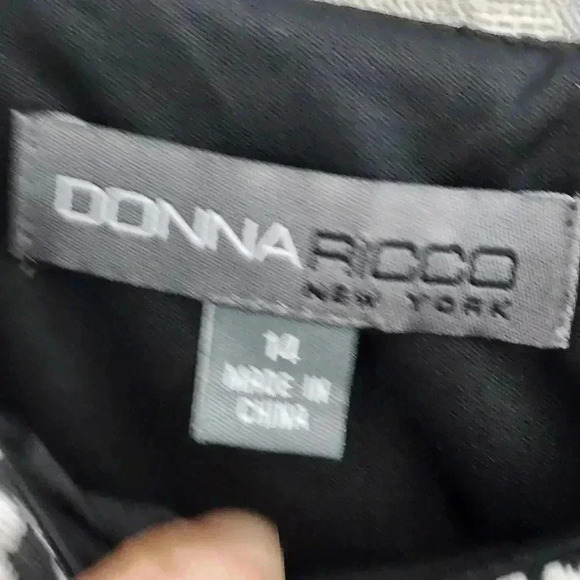 DONNA RICCO
NEW YORK
14
MADE IN
CHINA